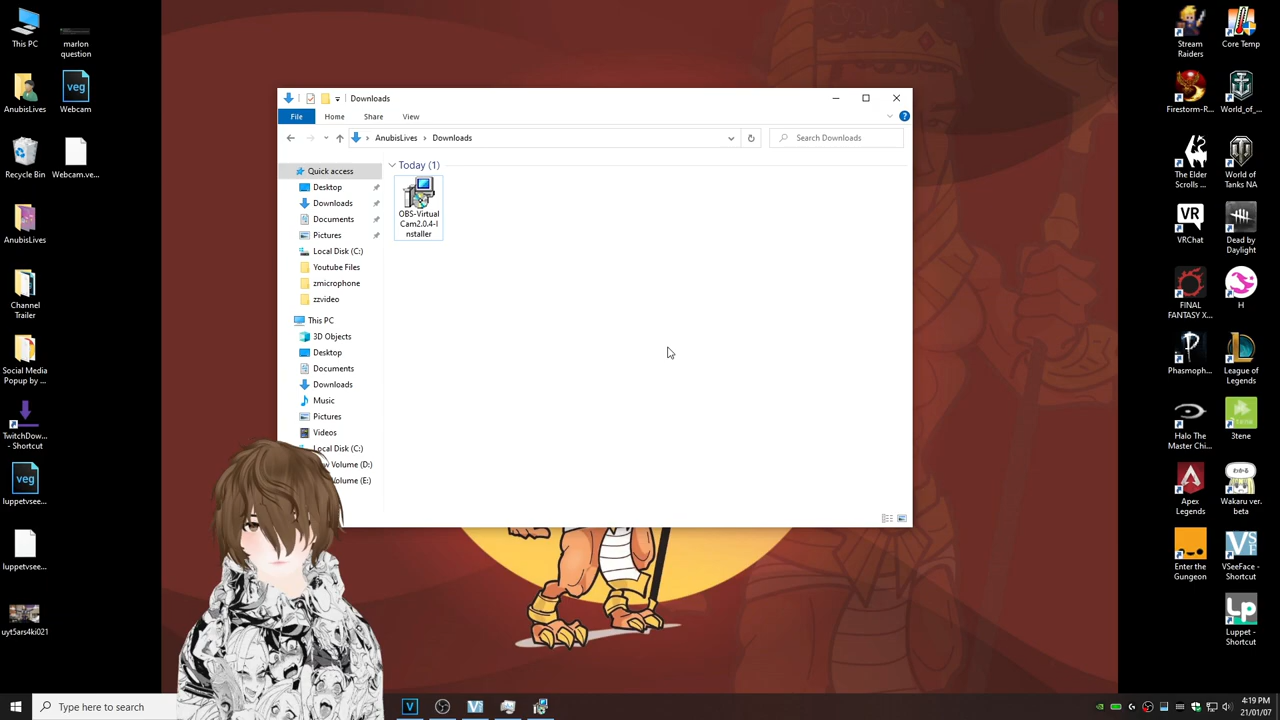 This PC
marlon
question
AnubisLives
veg
Webcam
Recycle Bin
Webcam.ve...
AnubisLives
Channel
Trailer
Social Media
Popup by ...
TwitchDow...
- Shortcut
veg
luppetvsee...
luppetvsee...
uyt5ars4ki021
Downloads
File
Home
Share
View
AnubisLives
Downloads
Search Downloads
Quick access
Desktop
Downloads
Documents
Pictures
Local Disk (C:)
Youtube Files
zmicrophone
zzvideo
This PC
3D Objects
Desktop
Documents
Downloads
Music
Pictures
Videos
Local Disk (C:)
Volume (D:)
Volume (E:)
Today (1)
OBS-Virtual
Cam2.0.4-I
nstaller
Stream
Raiders
Core Temp
Firestorm-R...
World_of_...
The Elder
Scrolls ...
World of
Tanks NA
VR
VRChat
Dead by
Daylight
FINAL
FANTASY X...
H
Phasmoph...
League of
Legends
Halo The
Master Chi...
3tene
Apex
Legends
Wakaru ver.
beta
Enter the
Gungeon
VSeeFace -
Shortcut
Lp
Luppet -
Shortcut
Type here to search
V
4:19 PM
21/01/07